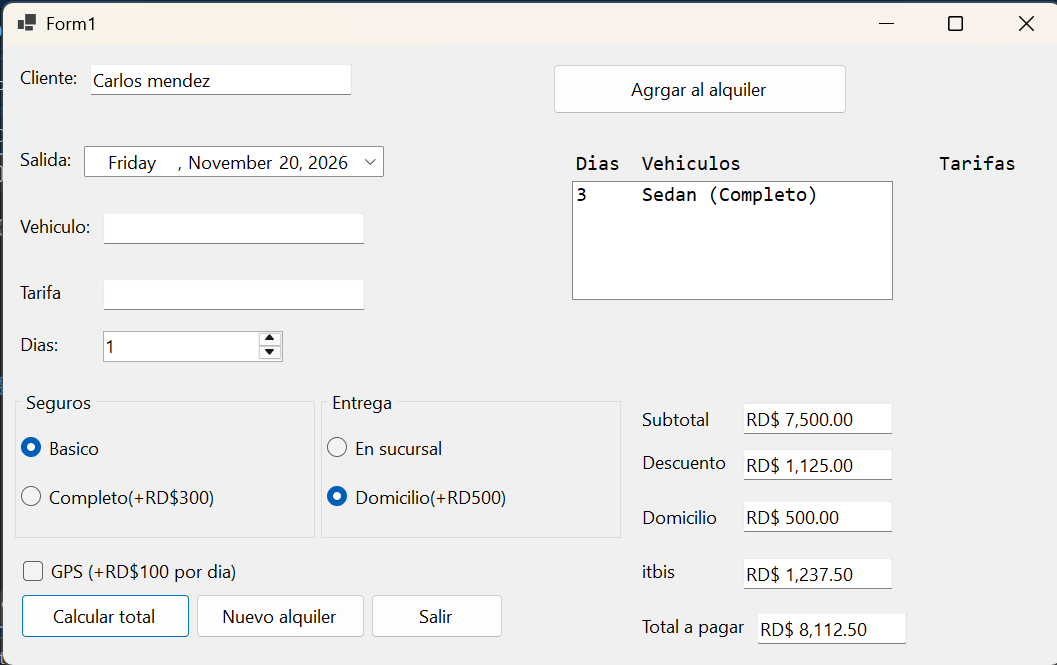 Form1
Cliente: Carlos mendez
Agrgar al alquiler
Salida: Friday , November 20, 2026
Dias Vehiculos Tarifas
3 Sedan (Completo)
Vehiculo:
Tarifa
Dias: 1
Seguros
Basico
Completo(+RD$300)
Entrega
En sucursal
Domicilio(+RD500)
GPS (+RD$100 por dia)
Calcular total
Nuevo alquiler
Salir
Subtotal RD$ 7,500.00
Descuento RD$ 1,125.00
Domicilio RD$ 500.00
itbis RD$ 1,237.50
Total a pagar RD$ 8,112.50